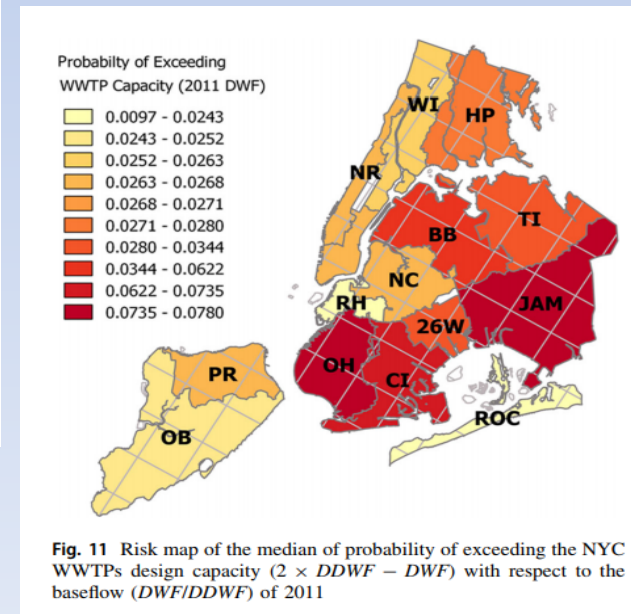 Probabilty of Exceeding
WWTP Capacity (2011 DWF)
0.0097 - 0.0243
0.0243 - 0.0252
0.0252 - 0.0263
0.0263 - 0.0268
0.0268 - 0.0271
0.0271 - 0.0280
0.0280 - 0.0344
0.0344 - 0.0622
0.0622 - 0.0735
0.0735 - 0.0780
WI
HP
NR
TI
BB
NC
RH
JAM
26W
OH
PR
CI
ROC
OB
Fig. 11 Risk map of the median of probability of exceeding the NYC
WWTPs design capacity (2 × DDWF − DWF) with respect to the
baseflow (DWF/DDWF) of 2011